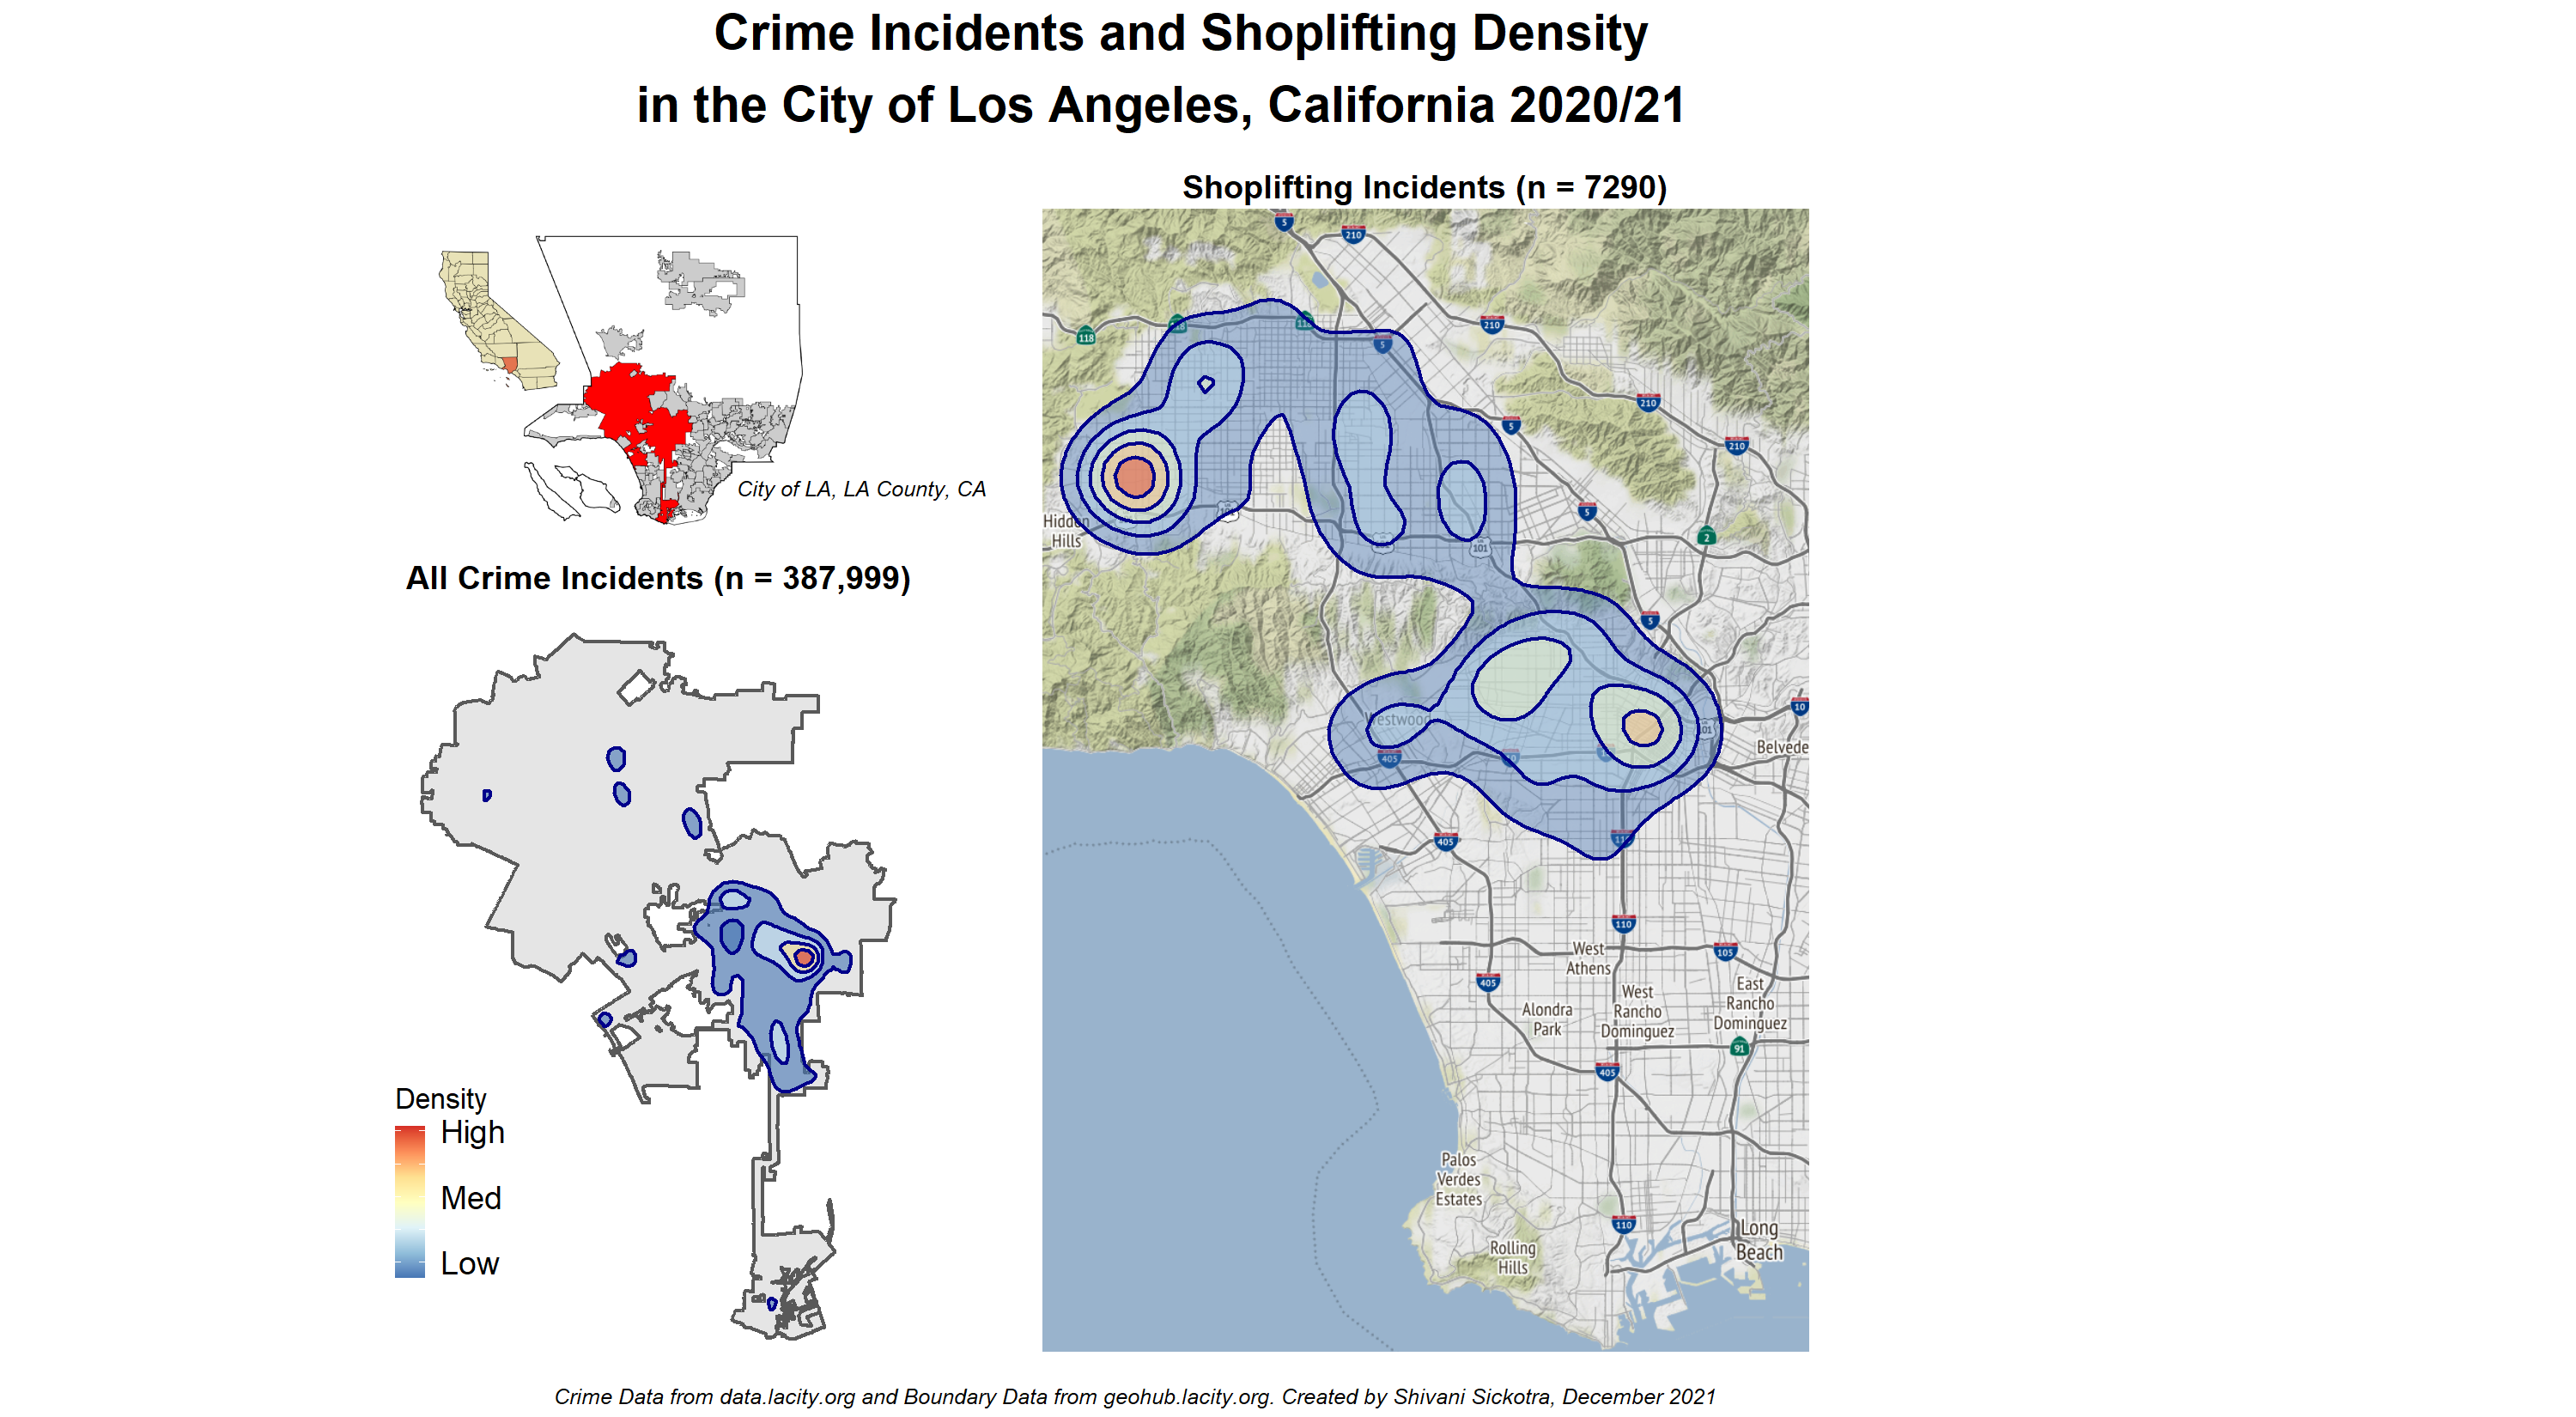 Crime Incidents and Shoplifting Density
in the City of Los Angeles, California 2020/21
Shoplifting Incidents (n = 7290)
5
210
118
118
5
210
210
5
210
Hidden
Hills
5
101
101
2
5
Westwood
405
101
10
Belvede
405
110
110
West
Athens
105
405
West
Rancho
Dominguez
East
Rancho
Dominguez
Alondra
Park
91
405
Palos
Verdes
Estates
110
Long
Beach
Rolling
Hills
City of LA, LA County, CA
All Crime Incidents (n = 387,999)
Density
High
Med
Low
Crime Data from data.lacity.org and Boundary Data from geohub.lacity.org. Created by Shivani Sickotra, December 2021